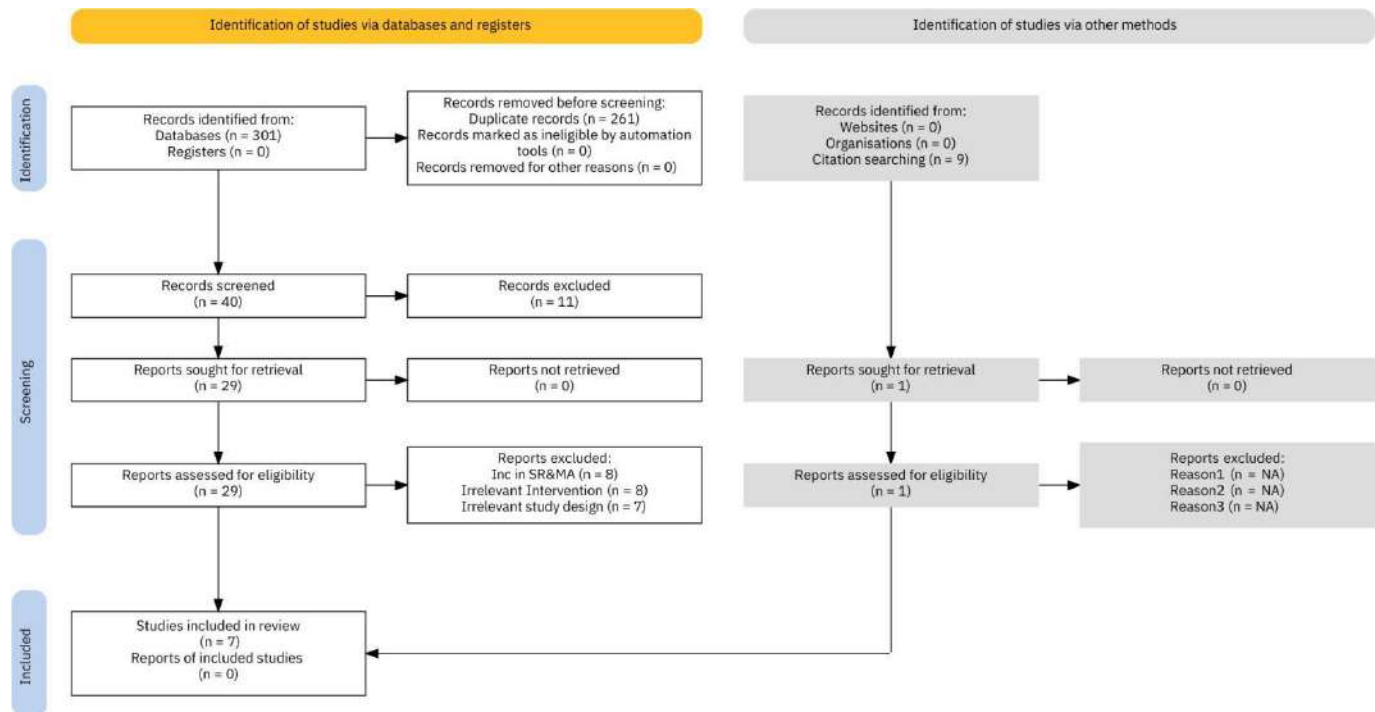 Identification of studies via databases and registers
Identification of studies via other methods
Identification
Records identified from:
Databases (n = 301)
Registers (n = 0)
Records removed before screening:
Duplicate records (n = 261)
Records marked as ineligible by automation
tools (n = 0)
Records removed for other reasons (n = 0)
Records identified from:
Websites (n = 0)
Organisations (n = 0)
Citation searching (n = 9)
Screening
Records screened
(n = 40)
Records excluded
(n = 11)
Reports sought for retrieval
(n = 29)
Reports not retrieved
(n = 0)
Reports sought for retrieval
(n = 1)
Reports not retrieved
(n = 0)
Reports assessed for eligibility
(n = 29)
Reports excluded:
Inc in SR&MA (n = 8)
Irrelevant Intervention (n = 8)
Irrelevant study design (n = 7)
Reports assessed for eligibility
(n = 1)
Reports excluded:
Reason1 (n = NA)
Reason2 (n = NA)
Reason3 (n = NA)
Included
Studies included in review
(n = 7)
Reports of included studies
(n = 0)